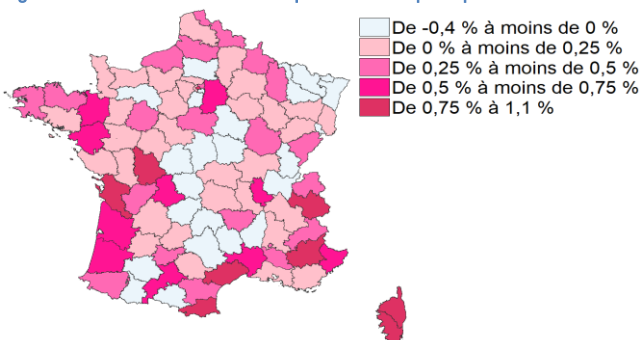 De -0,4 % à moins de 0 %
De 0 % à moins de 0,25 %
De 0,25 % à moins de 0,5 %
De 0,5 % à moins de 0,75 %
De 0,75 % à 1,1 %